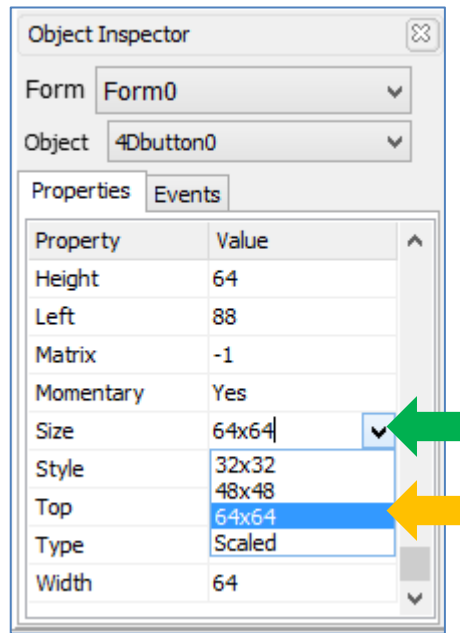 Object Inspector
Form Form0
Object 4Dbutton0
Properties Events
Property Value
Height 64
Left 88
Matrix -1
Momentary Yes
Size 64x64
Style 32x32
48x48
Top 64x64
Type Scaled
Width 64